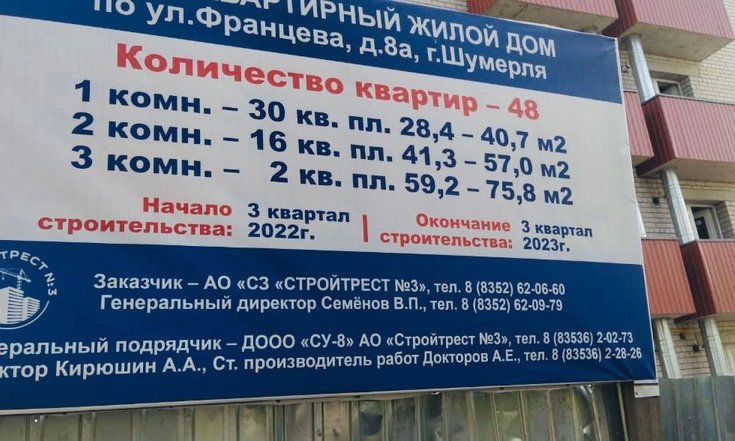 КВАРТИРНЫЙ ЖИЛОЙ ДОМ
по ул.Францева, д.8а, г.Шумерля
Количество квартир – 48
1 комн. – 30 кв. пл. 28,4 – 40,7 м2
2 комн. – 16 кв. пл. 41,3 – 57,0 м2
3 комн. – 2 кв. пл. 59,2 – 75,8 м2
Начало строительства: 3 квартал 2022г. | Окончание строительства: 3 квартал 2023г.
СТРОЙТРЕСТ №3
Заказчик – АО «СЗ «СТРОЙТРЕСТ №3», тел. 8 (8352) 62-06-60
Генеральный директор Семёнов В.П., тел. 8 (8352) 62-09-79
еральный подрядчик – ДООО «СУ-8» АО «Стройтрест №3», тел. 8 (83536) 2-02-73
ктор Кирюшин А.А., Ст. производитель работ Докторов А.Е., тел. 8 (83536) 2-28-26